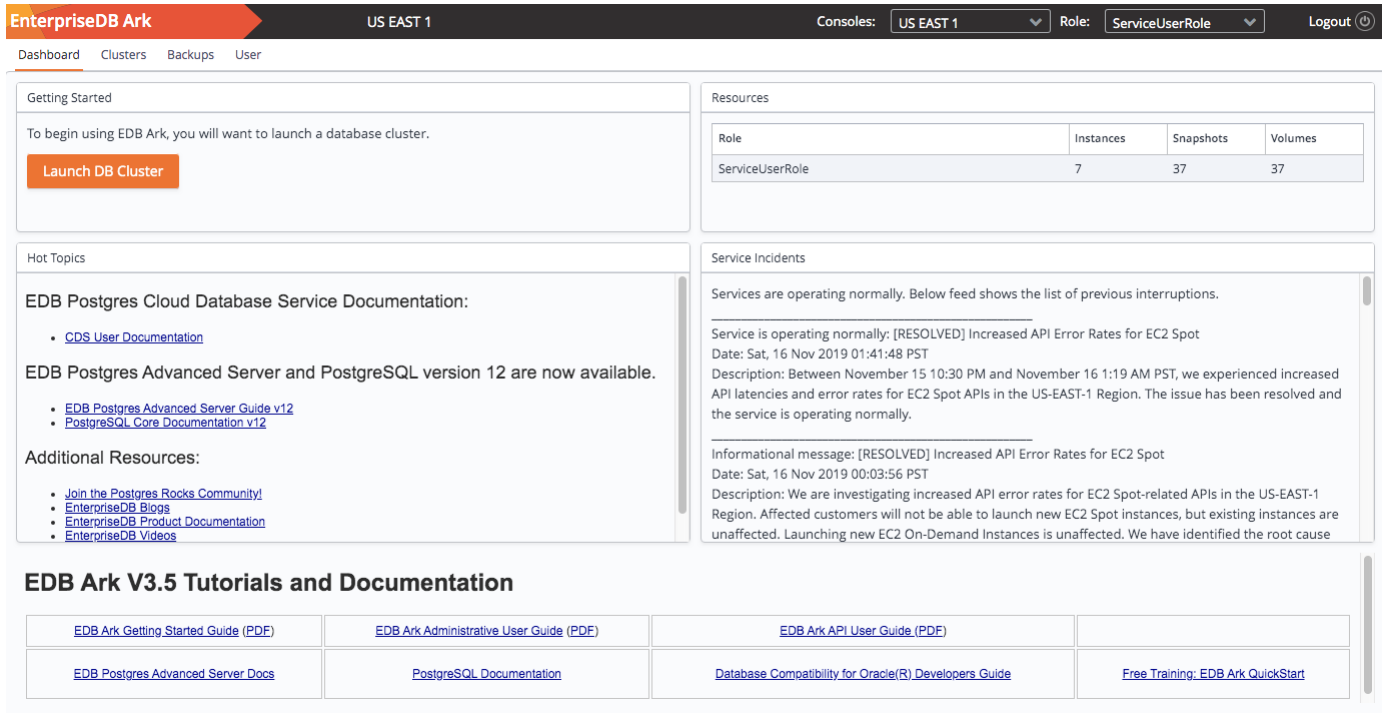 EnterpriseDB Ark
US EAST 1
Consoles: US EAST 1 Role: ServiceUserRole Logout
Dashboard Clusters Backups User
Getting Started
To begin using EDB Ark, you will want to launch a database cluster.
Launch DB Cluster
Resources
Role Instances Snapshots Volumes
ServiceUserRole 7 37 37
Hot Topics
EDB Postgres Cloud Database Service Documentation:
• CDS User Documentation
EDB Postgres Advanced Server and PostgreSQL version 12 are now available.
• EDB Postgres Advanced Server Guide v12
• PostgreSQL Core Documentation v12
Additional Resources:
• Join the Postgres Rocks Community!
• EnterpriseDB Blogs
• EnterpriseDB Product Documentation
• EnterpriseDB Videos
Service Incidents
Services are operating normally. Below feed shows the list of previous interruptions.
Service is operating normally: [RESOLVED] Increased API Error Rates for EC2 Spot
Date: Sat, 16 Nov 2019 01:41:48 PST
Description: Between November 15 10:30 PM and November 16 1:19 AM PST, we experienced increased
API latencies and error rates for EC2 Spot APIs in the US-EAST-1 Region. The issue has been resolved and
the service is operating normally.
Informational message: [RESOLVED] Increased API Error Rates for EC2 Spot
Date: Sat, 16 Nov 2019 00:03:56 PST
Description: We are investigating increased API error rates for EC2 Spot-related APIs in the US-EAST-1
Region. Affected customers will not be able to launch new EC2 Spot instances, but existing instances are
unaffected. Launching new EC2 On-Demand Instances is unaffected. We have identified the root cause
EDB Ark V3.5 Tutorials and Documentation
EDB Ark Getting Started Guide (PDF) EDB Ark Administrative User Guide (PDF) EDB Ark API User Guide (PDF)
EDB Postgres Advanced Server Docs PostgreSQL Documentation Database Compatibility for Oracle(R) Developers Guide Free Training: EDB Ark QuickStart